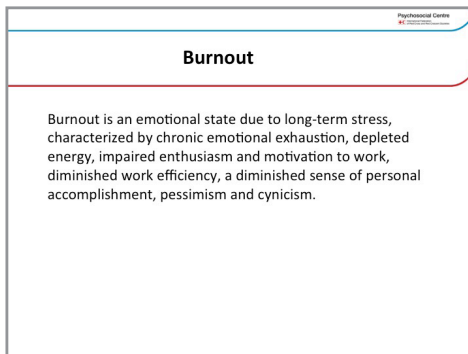 Psychosocial Centre
Burnout
Burnout is an emotional state due to long-term stress,
characterized by chronic emotional exhaustion, depleted
energy, impaired enthusiasm and motivation to work,
diminished work efficiency, a diminished sense of personal
accomplishment, pessimism and cynicism.